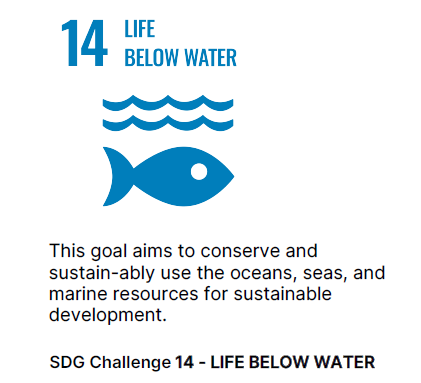 14 LIFE
BELOW WATER
This goal aims to conserve and
sustain-ably use the oceans, seas, and
marine resources for sustainable
development.
SDG Challenge 14 - LIFE BELOW WATER